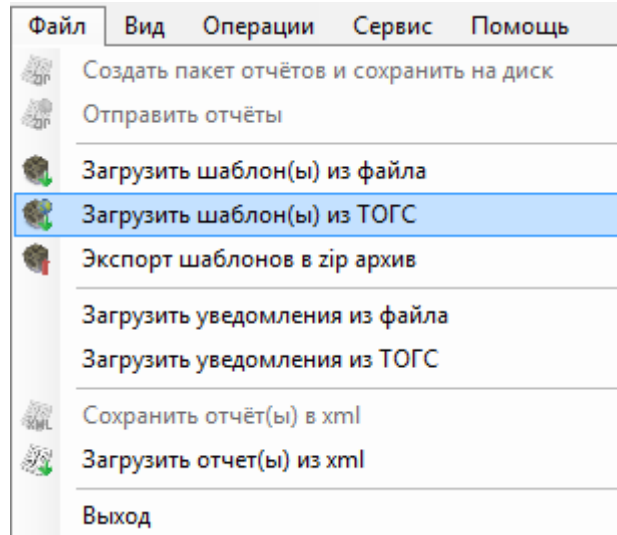 Файл Вид Операции Сервис Помощь
Создать пакет отчётов и сохранить на диск
Отправить отчёты
Загрузить шаблон(ы) из файла
Загрузить шаблон(ы) из ТОГС
Экспорт шаблонов в zip архив
Загрузить уведомления из файла
Загрузить уведомления из ТОГС
Сохранить отчёт(ы) в xml
Загрузить отчет(ы) из xml
Выход